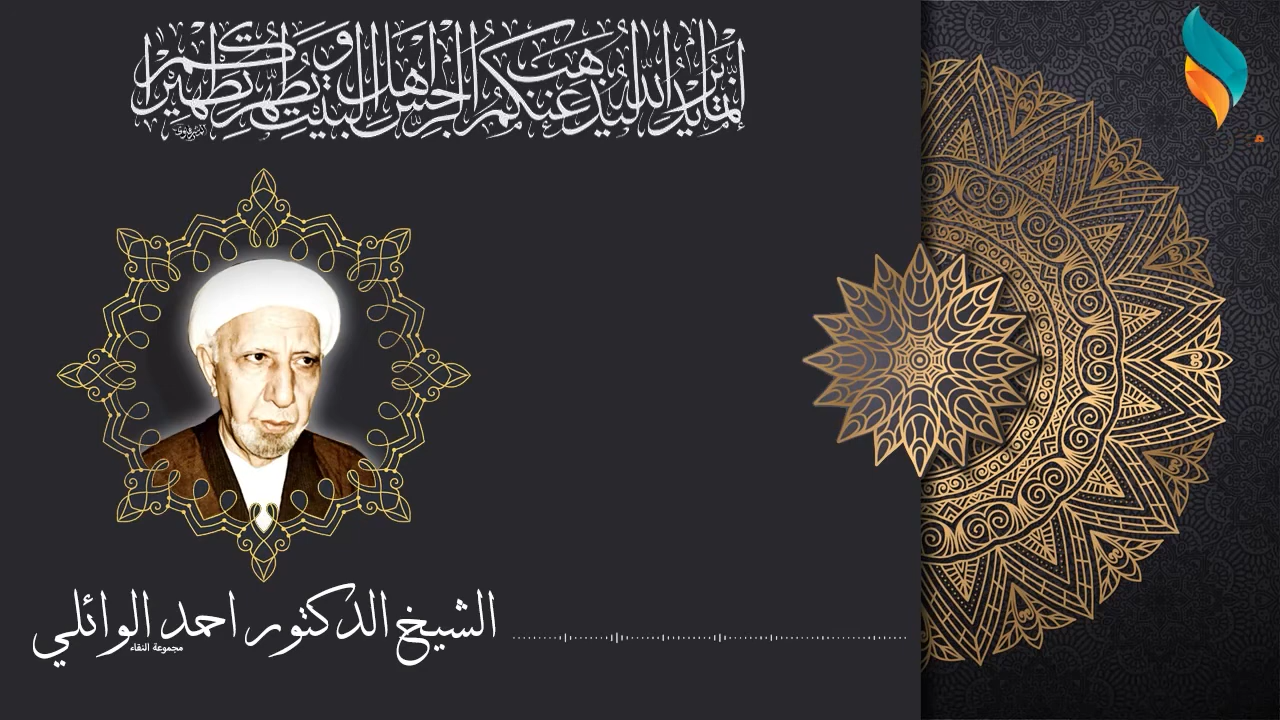 إنما يريد الله ليذهب عنكم الرجس أهل البيت ويطهركم تطهيرا
الشيخ الدكتور احمد الوائلي
مجموعة النقاء